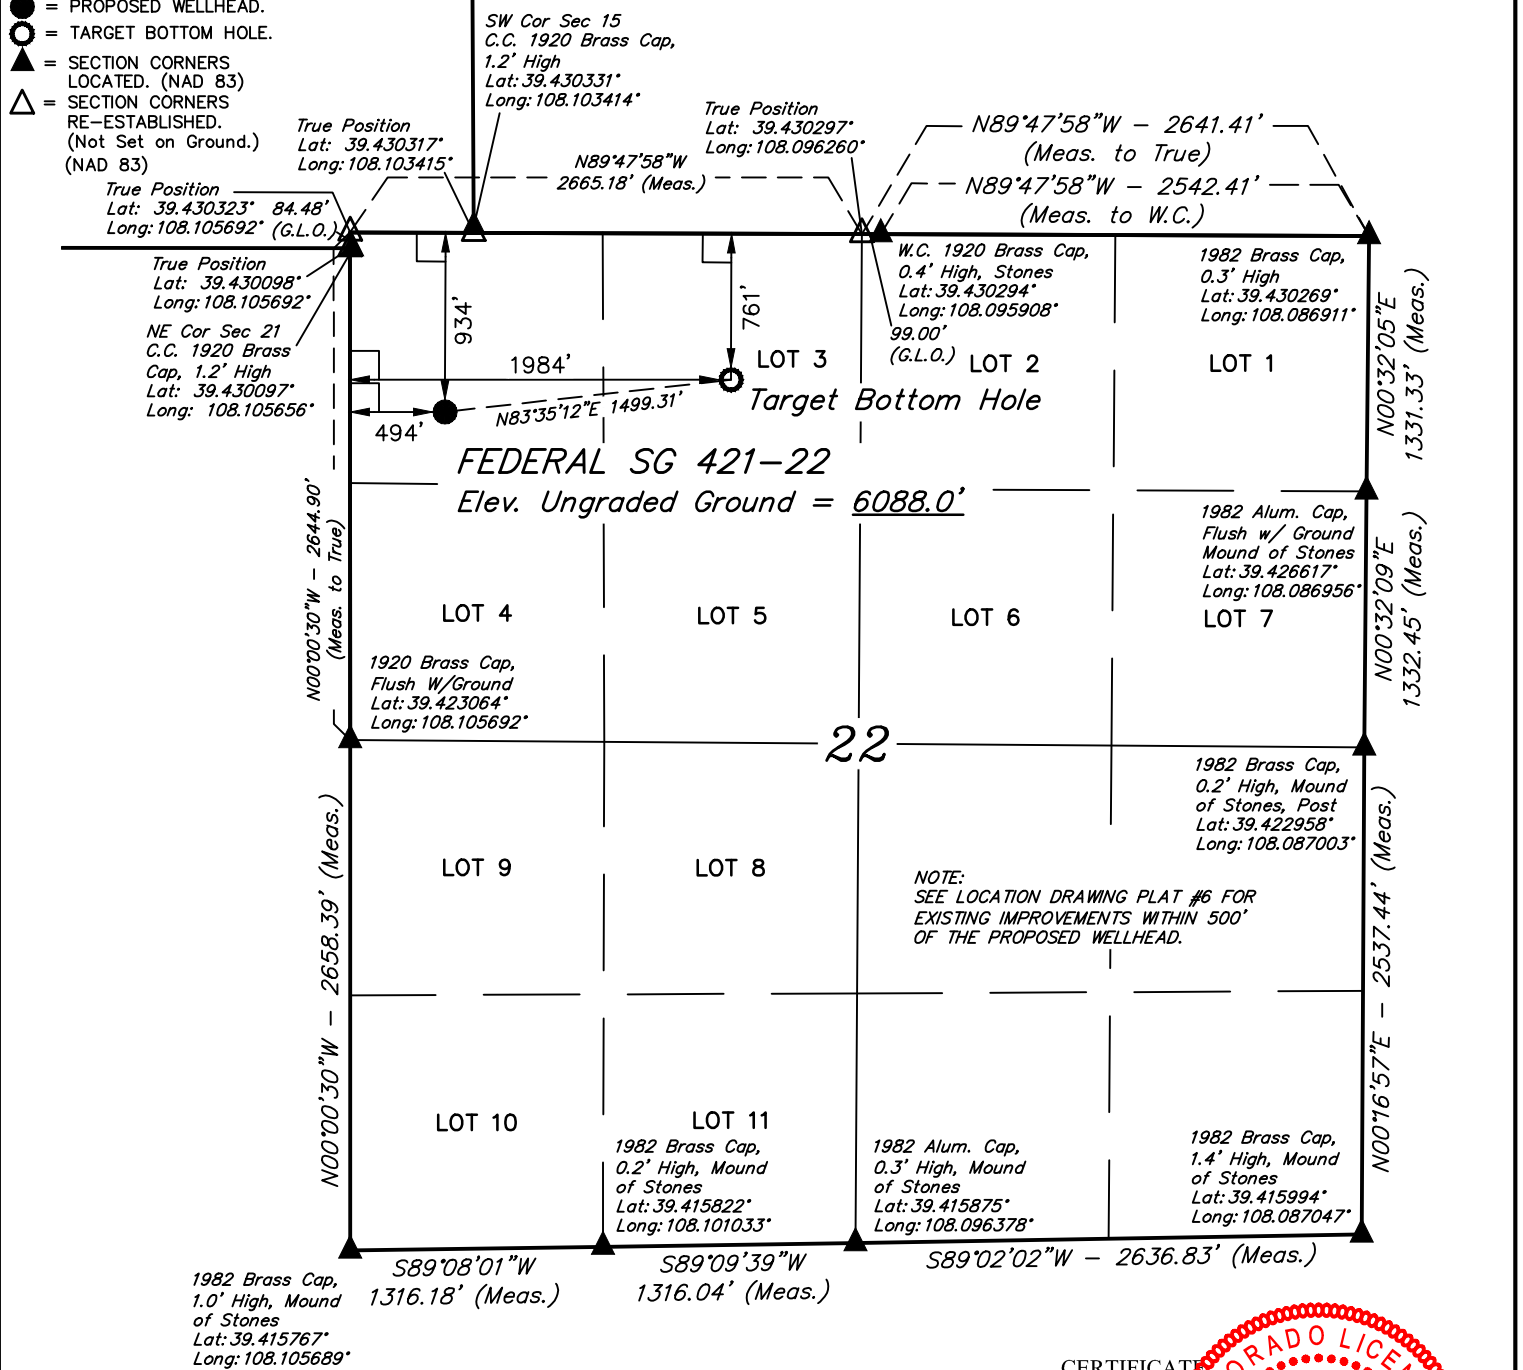 = PROPOSED WELLHEAD.
= TARGET BOTTOM HOLE.
= SECTION CORNERS
LOCATED. (NAD 83)
= SECTION CORNERS
RE-ESTABLISHED.
(Not Set on Ground.)
(NAD 83)
SW Cor Sec 15
C.C. 1920 Brass Cap,
1.2' High
Lat: 39.430331°
Long: 108.103414°
True Position
Lat: 39.430317°
Long: 108.103415°
True Position
Lat: 39.430297°
Long: 108.096260°
N89°47'58"W
2665.18' (Meas.)
N89°47'58"W - 2641.41'
(Meas. to True)
N89°47'58"W - 2542.41'
(Meas. to W.C.)
True Position
Lat: 39.430323°
Long: 108.105692°
84.48'
(G.L.O.)
True Position
Lat: 39.430098°
Long: 108.105692°
NE Cor Sec 21
C.C. 1920 Brass
Cap, 1.2' High
Lat: 39.430097°
Long: 108.105656°
W.C. 1920 Brass Cap,
0.4' High, Stones
Lat: 39.430294°
Long: 108.095908°
99.00'
(G.L.O.)
1982 Brass Cap,
0.3' High
Lat: 39.430269°
Long: 108.086911°
N00°32'05"E
1331.33' (Meas.)
934'
761'
1984'
494'
N83°35'12"E 1499.31'
LOT 3
LOT 2
LOT 1
Target Bottom Hole
FEDERAL SG 421-22
Elev. Ungraded Ground = 6088.0'
N00°00'30"W - 2644.90'
(Meas. to True)
1982 Alum. Cap,
Flush w/ Ground
Mound of Stones
Lat: 39.426617°
Long: 108.086956°
N00°32'09"E
1332.45' (Meas.)
LOT 4
LOT 5
LOT 6
LOT 7
1920 Brass Cap,
Flush W/Ground
Lat: 39.423064°
Long: 108.105692°
22
1982 Brass Cap,
0.2' High, Mound
of Stones, Post
Lat: 39.422958°
Long: 108.087003°
N00°00'30"W - 2658.39' (Meas.)
LOT 9
LOT 8
NOTE:
SEE LOCATION DRAWING PLAT #6 FOR
EXISTING IMPROVEMENTS WITHIN 500'
OF THE PROPOSED WELLHEAD.
N00°16'57"E - 2537.44' (Meas.)
LOT 10
LOT 11
1982 Brass Cap,
0.2' High, Mound
of Stones
Lat: 39.415822°
Long: 108.101033°
1982 Alum. Cap,
0.3' High, Mound
of Stones
Lat: 39.415875°
Long: 108.096378°
1982 Brass Cap,
1.4' High, Mound
of Stones
Lat: 39.415994°
Long: 108.087047°
S89°08'01"W
1316.18' (Meas.)
S89°09'39"W
1316.04' (Meas.)
S89°02'02"W - 2636.83' (Meas.)
1982 Brass Cap,
1.0' High, Mound
of Stones
Lat: 39.415767°
Long: 108.105689°
CERTIFICATE
ORADO LICEN